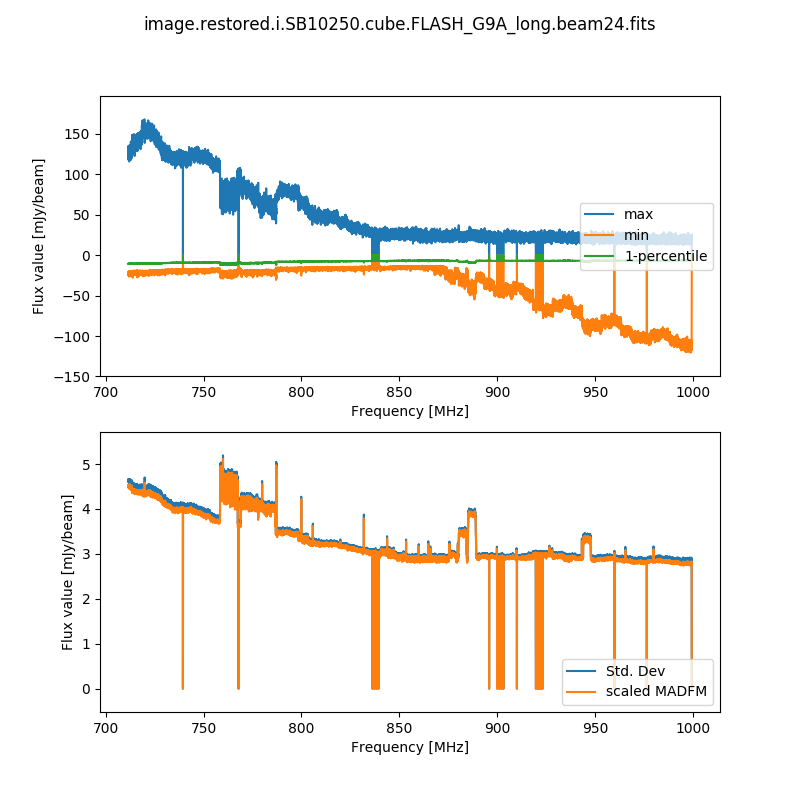 image.restored.i.SB10250.cube.FLASH_G9A_long.beam24.fits
Flux value [mJy/beam]
150
100
50
0
−50
−100
−150
max
min
1-percentile
700
750
800
850
900
950
1000
Frequency [MHz]
Flux value [mJy/beam]
5
4
3
2
1
0
Std. Dev
scaled MADFM
700
750
800
850
900
950
1000
Frequency [MHz]